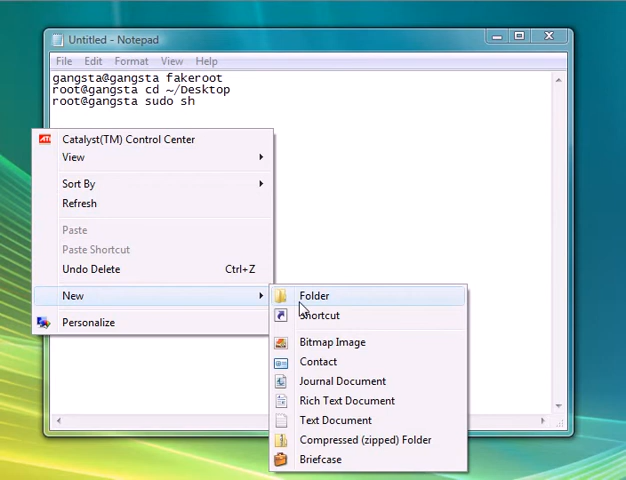 Untitled - Notepad
File Edit Format View Help
gangsta@gangsta fakeroot
root@gangsta cd ~/Desktop
root@gangsta sudo sh
ATI
Catalyst(TM) Control Center
View
Sort By
Refresh
Paste
Paste Shortcut
Undo Delete Ctrl+Z
New
Personalize
Folder
Shortcut
Bitmap Image
Contact
Journal Document
Rich Text Document
Text Document
Compressed (zipped) Folder
Briefcase